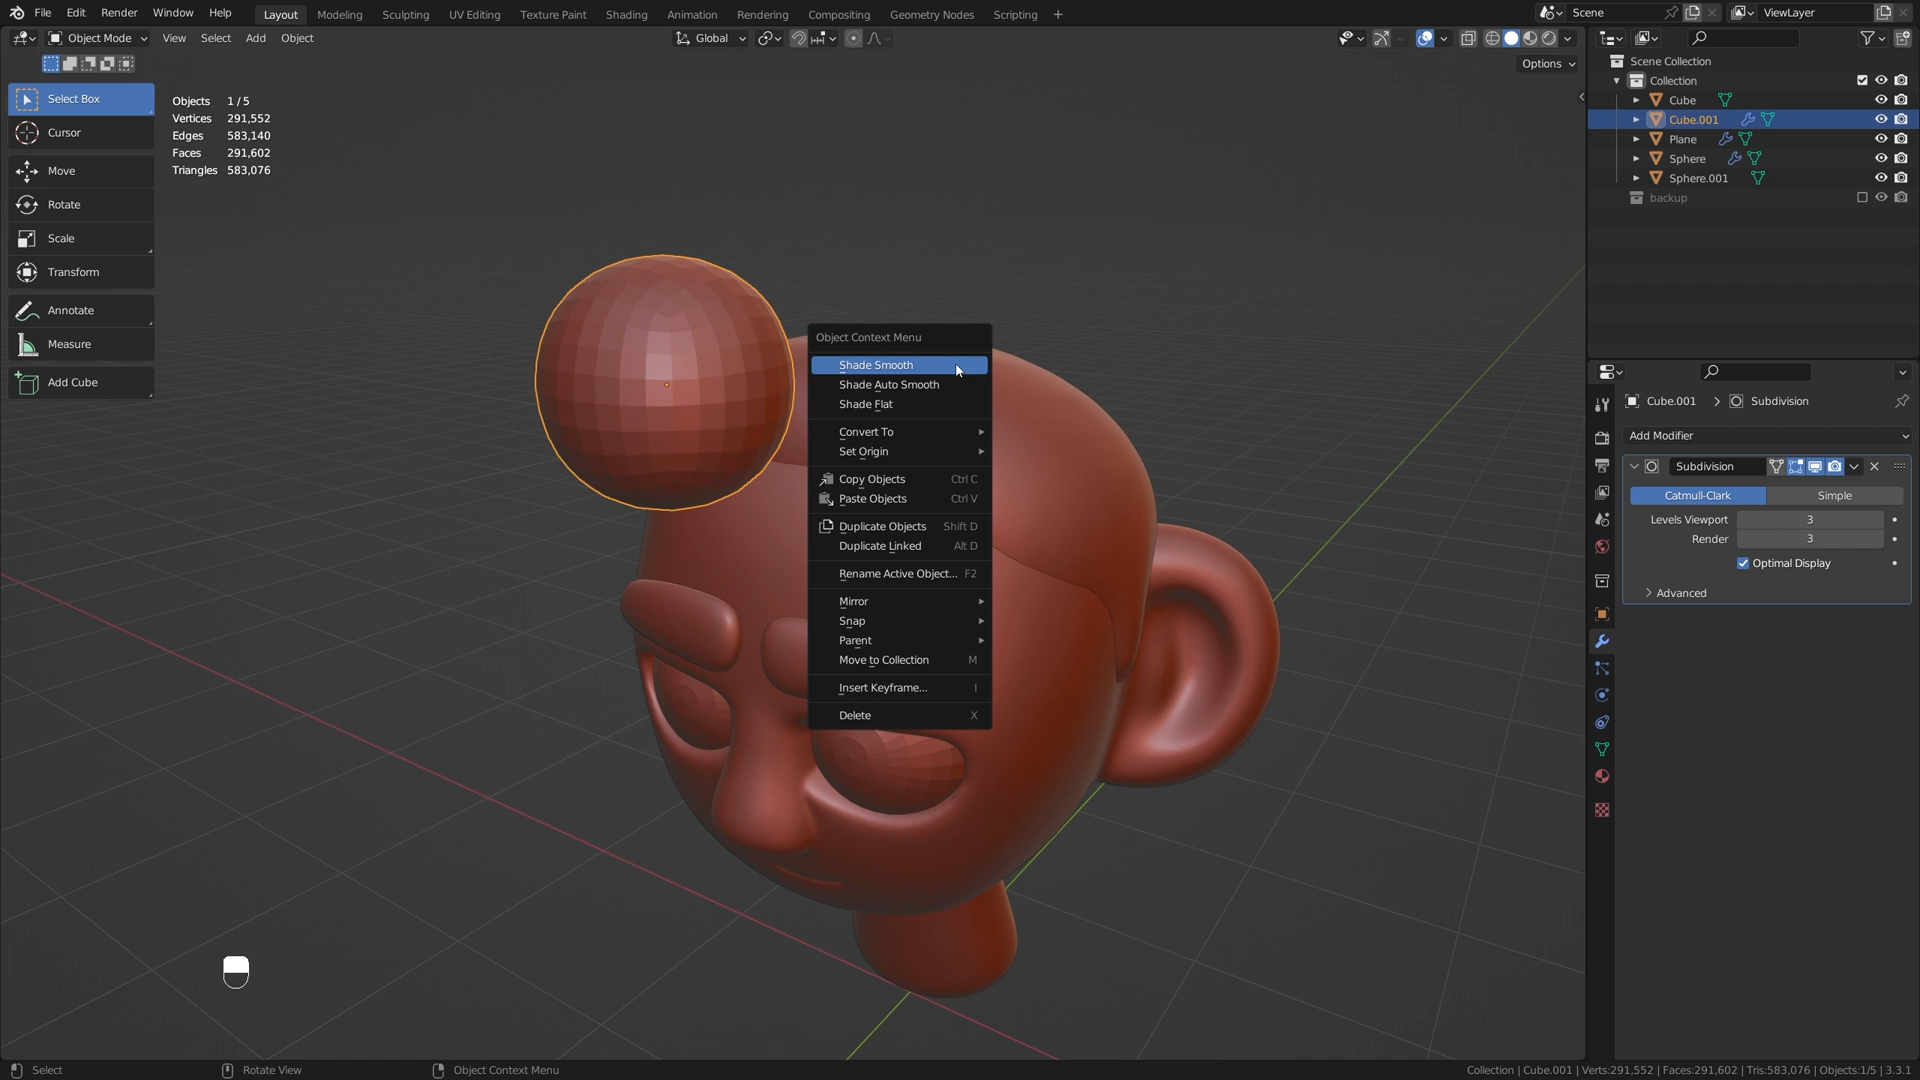 File Edit Render Window Help Layout Modeling Sculpting UV Editing Texture Paint Shading Animation Rendering Compositing Geometry Nodes Scripting + Scene ViewLayer
Object Mode View Select Add Object Global
Options
Select Box
Cursor
Move
Rotate
Scale
Transform
Annotate
Measure
Add Cube
Objects 1 / 5
Vertices 291,552
Edges 583,140
Faces 291,602
Triangles 583,076
Object Context Menu
Shade Smooth
Shade Auto Smooth
Shade Flat
Convert To
Set Origin
Copy Objects Ctrl C
Paste Objects Ctrl V
Duplicate Objects Shift D
Duplicate Linked Alt D
Rename Active Object... F2
Mirror
Snap
Parent
Move to Collection M
Insert Keyframe... I
Delete X
Scene Collection
Collection
Cube
Cube.001
Plane
Sphere
Sphere.001
backup
Cube.001 > Subdivision
Add Modifier
Subdivision
Catmull-Clark Simple
Levels Viewport 3
Render 3
Optimal Display
Advanced
Select Rotate View Object Context Menu Collection | Cube.001 | Verts:291,552 | Faces:291,602 | Tris:583,076 | Objects:1/5 | 3.3.1